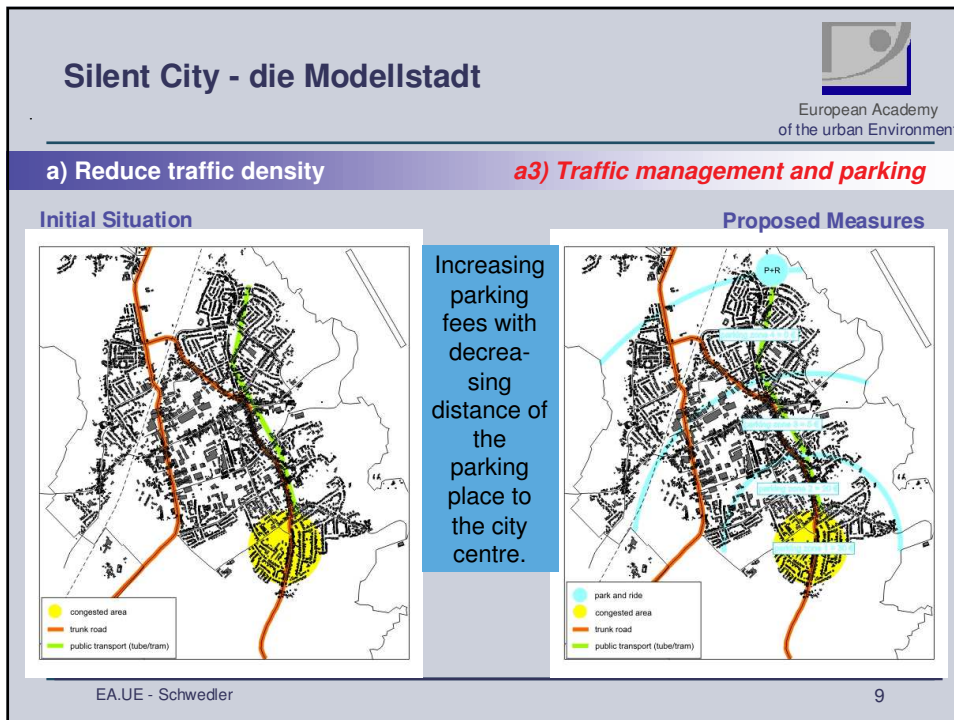 Silent City - die Modellstadt
European Academy
of the urban Environment
a) Reduce traffic density
a3) Traffic management and parking
Initial Situation
Proposed Measures
Increasing
parking
fees with
decrea-
sing
distance of
the
parking
place to
the city
centre.
congested area
trunk road
public transport (tube/tram)
P+R
park and ride
congested area
trunk road
public transport (tube/tram)
EA.UE - Schwedler
9